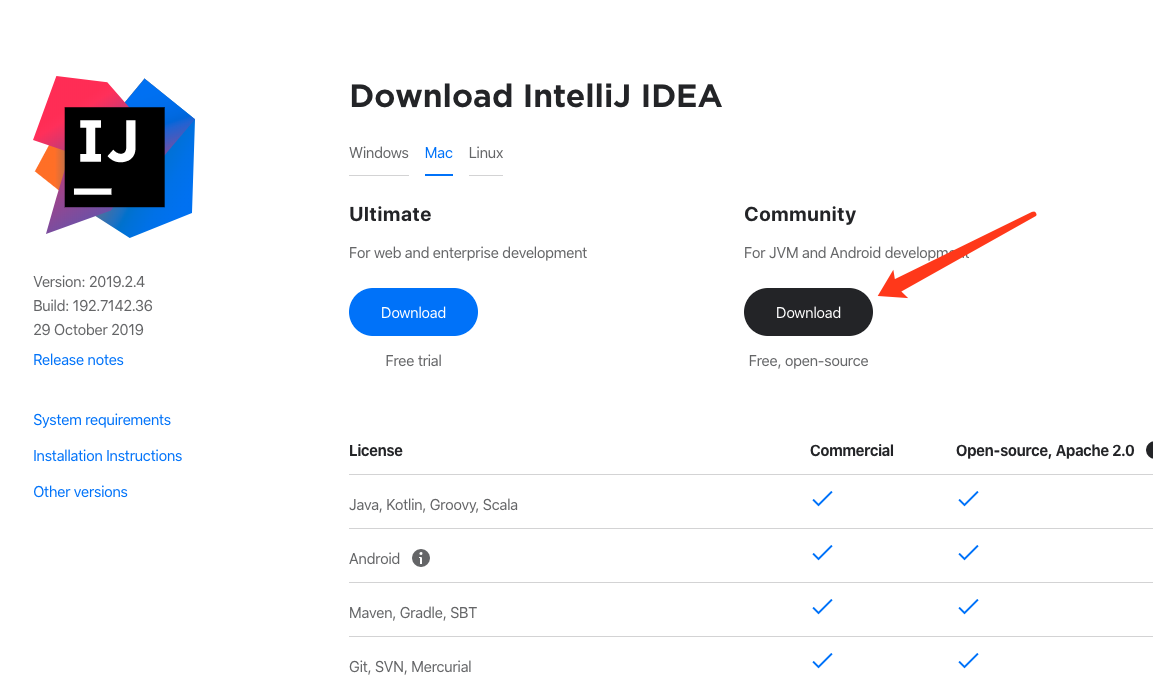 IJ
Download IntelliJ IDEA
Windows Mac Linux
Ultimate
For web and enterprise development
Download
Free trial
Community
For JVM and Android development
Download
Free, open-source
Version: 2019.2.4
Build: 192.7142.36
29 October 2019
Release notes
System requirements
Installation Instructions
Other versions
License Commercial Open-source, Apache 2.0
Java, Kotlin, Groovy, Scala
Android
Maven, Gradle, SBT
Git, SVN, Mercurial